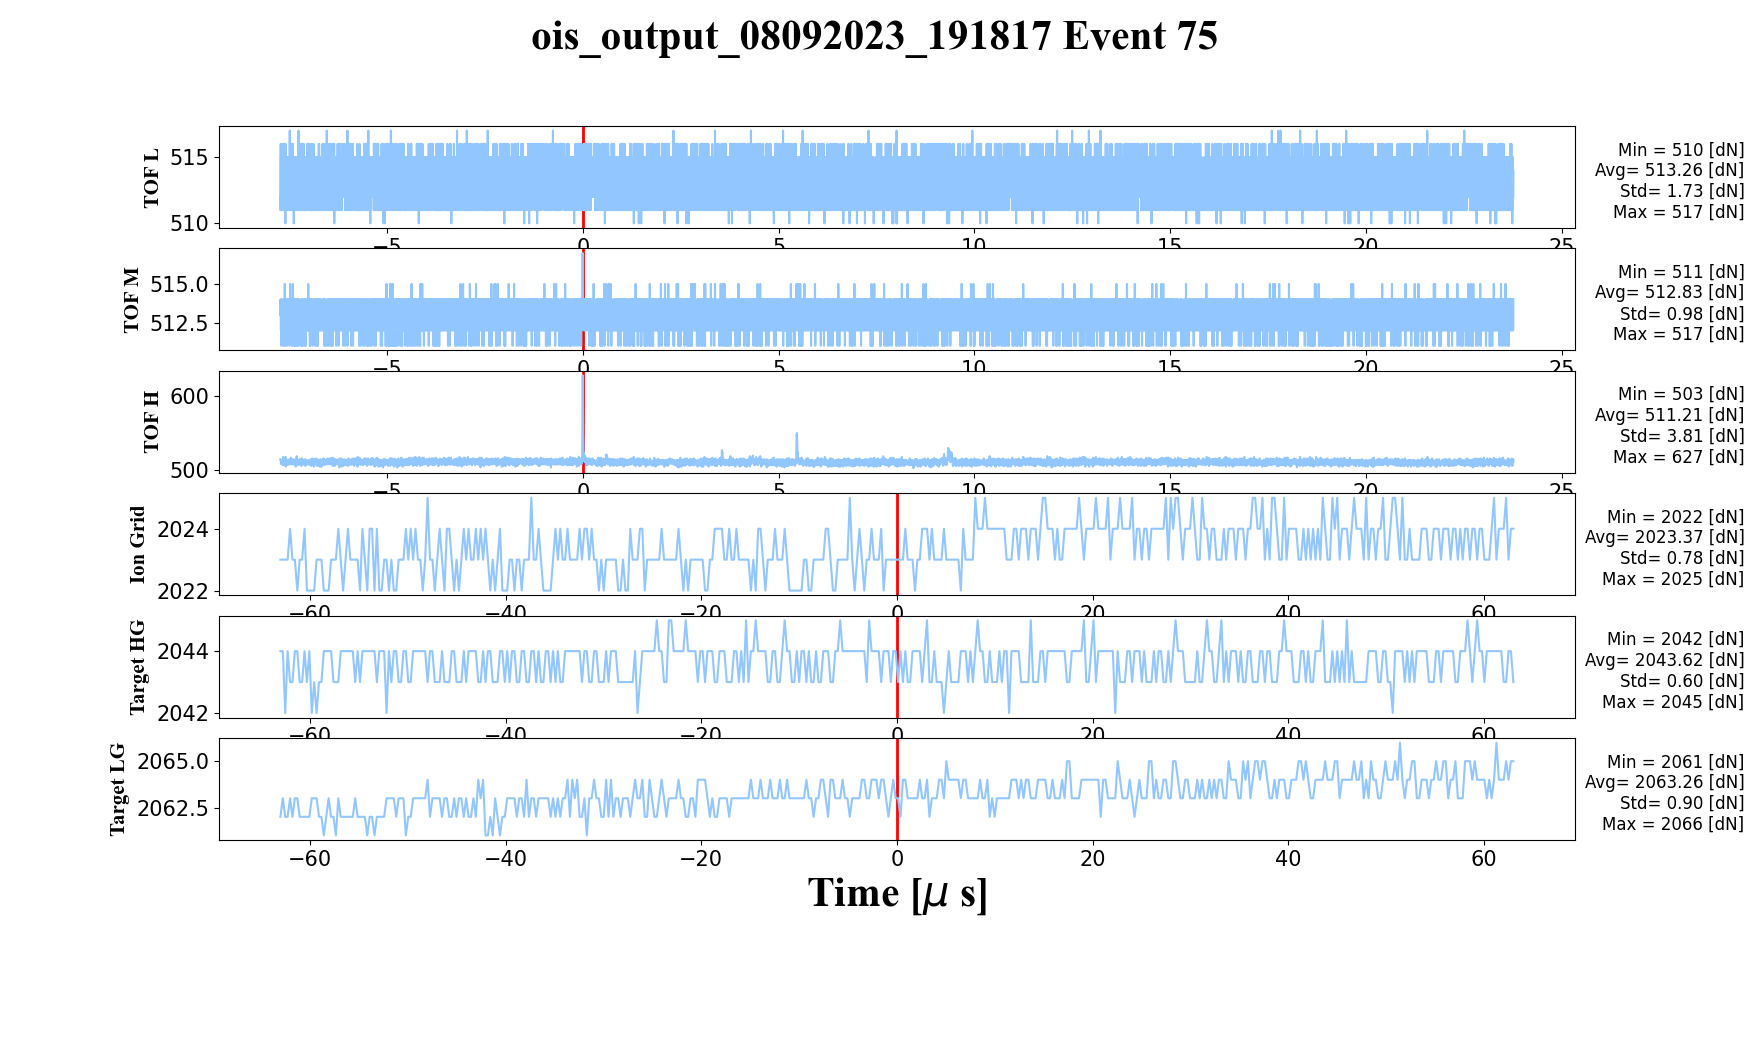 ois_output_08092023_191817 Event 75
TOF L
515
510
Min = 510 [dN]
Avg= 513.26 [dN]
Std= 1.73 [dN]
Max = 517 [dN]
−5 0 5 10 15 20 25
TOF M
515.0
512.5
Min = 511 [dN]
Avg= 512.83 [dN]
Std= 0.98 [dN]
Max = 517 [dN]
−5 0 5 10 15 20 25
TOF H
600
500
Min = 503 [dN]
Avg= 511.21 [dN]
Std= 3.81 [dN]
Max = 627 [dN]
−5 0 5 10 15 20 25
Ion Grid
2024
2022
Min = 2022 [dN]
Avg= 2023.37 [dN]
Std= 0.78 [dN]
Max = 2025 [dN]
−60 −40 −20 0 20 40 60
Target HG
2044
2042
Min = 2042 [dN]
Avg= 2043.62 [dN]
Std= 0.60 [dN]
Max = 2045 [dN]
−60 −40 −20 0 20 40 60
Target LG
2065.0
2062.5
Min = 2061 [dN]
Avg= 2063.26 [dN]
Std= 0.90 [dN]
Max = 2066 [dN]
−60 −40 −20 0 20 40 60
Time [μ s]